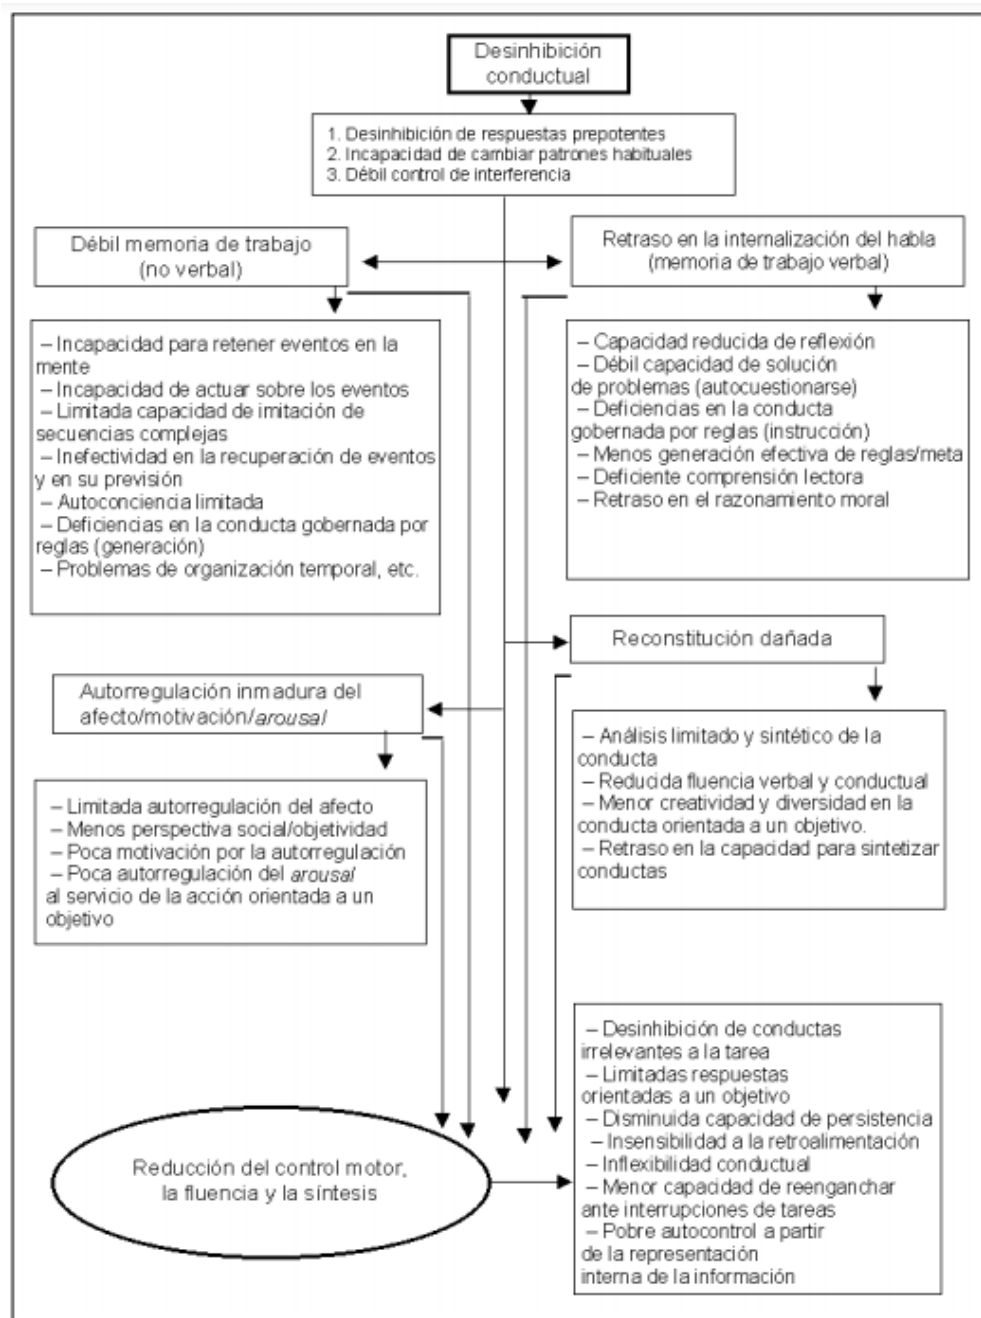 Desinhibición
conductual
1. Desinhibición de respuestas prepotentes
2. Incapacidad de cambiar patrones habituales
3. Débil control de interferencia
Débil memoria de trabajo
(no verbal)
Retraso en la internalización del habla
(memoria de trabajo verbal)
– Incapacidad para retener eventos en la
mente
– Incapacidad de actuar sobre los eventos
– Limitada capacidad de imitación de
secuencias complejas
– Inefectividad en la recuperación de eventos
y en su previsión
– Autoconciencia limitada
– Deficiencias en la conducta gobernada por
reglas (generación)
– Problemas de organización temporal, etc.
– Capacidad reducida de reflexión
– Débil capacidad de solución
de problemas (autocuestionarse)
– Deficiencias en la conducta
gobernada por reglas (instrucción)
– Menos generación efectiva de reglas/meta
– Deficiente comprensión lectora
– Retraso en el razonamiento moral
Reconstitución dañada
Autorregulación inmadura del
afecto/motivación/arousal
– Análisis limitado y sintético de la
conducta
– Reducida fluencia verbal y conductual
– Menor creatividad y diversidad en la
conducta orientada a un objetivo.
– Retraso en la capacidad para sintetizar
conductas
– Limitada autorregulación del afecto
– Menos perspectiva social/objetividad
– Poca motivación por la autorregulación
– Poca autorregulación del arousal
al servicio de la acción orientada a un
objetivo
– Desinhibición de conductas
irrelevantes a la tarea
– Limitadas respuestas
orientadas a un objetivo
– Disminuida capacidad de persistencia
– Insensibilidad a la retroalimentación
– Inflexibilidad conductual
– Menor capacidad de reenganchar
ante interrupciones de tareas
– Pobre autocontrol a partir
de la representación
interna de la información
Reducción del control motor,
la fluencia y la síntesis